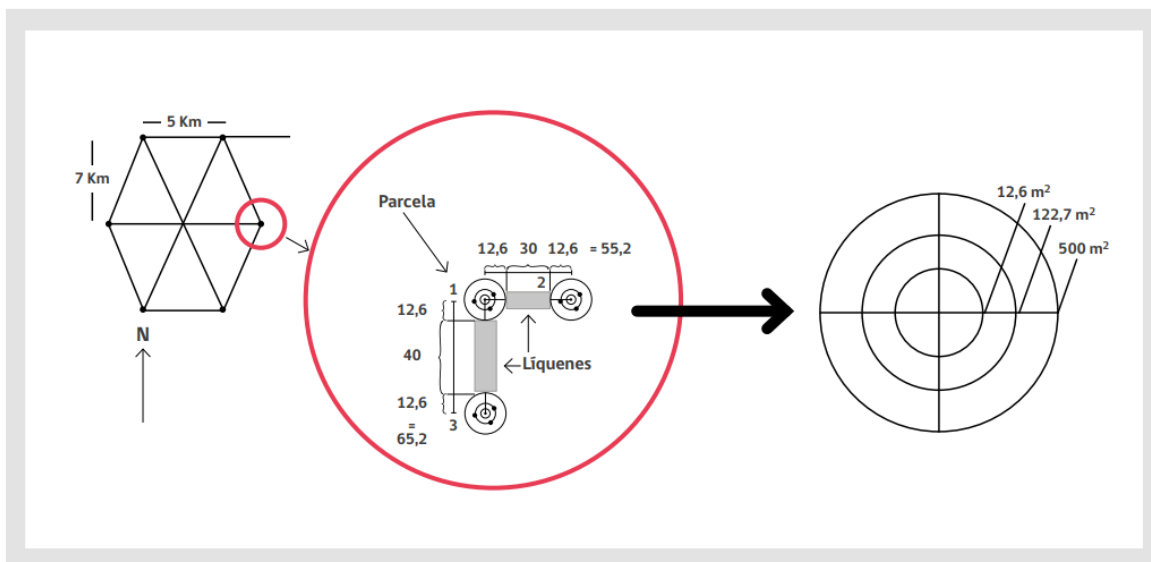 5 Km
7 Km
N
Parcela
12,6 30 12,6 = 55,2
1
2
12,6
40
Líquenes
12,6
=
65,2
3
12,6 m²
122,7 m²
500 m²